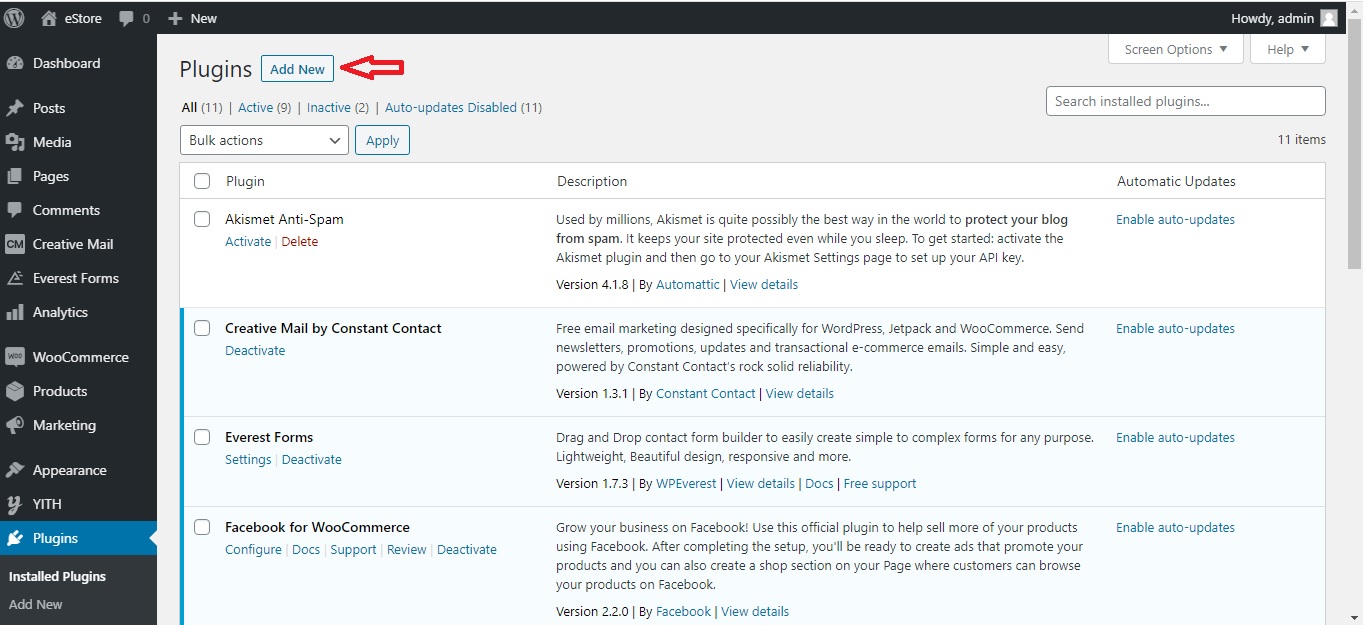 eStore 0 New Howdy, admin
Screen Options Help
Dashboard
Posts
Media
Pages
Comments
CM Creative Mail
Everest Forms
Analytics
woo WooCommerce
Products
Marketing
Appearance
YITH
Plugins
Installed Plugins
Add New
Plugins Add New
All (11) | Active (9) | Inactive (2) | Auto-updates Disabled (11)
Search installed plugins...
Bulk actions Apply
11 items
Plugin Description Automatic Updates
Akismet Anti-Spam
Activate | Delete
Used by millions, Akismet is quite possibly the best way in the world to protect your blog
from spam. It keeps your site protected even while you sleep. To get started: activate the
Akismet plugin and then go to your Akismet Settings page to set up your API key.
Version 4.1.8 | By Automattic | View details
Enable auto-updates
Creative Mail by Constant Contact
Deactivate
Free email marketing designed specifically for WordPress, Jetpack and WooCommerce. Send
newsletters, promotions, updates and transactional e-commerce emails. Simple and easy,
powered by Constant Contact's rock solid reliability.
Version 1.3.1 | By Constant Contact | View details
Enable auto-updates
Everest Forms
Settings | Deactivate
Drag and Drop contact form builder to easily create simple to complex forms for any purpose.
Lightweight, Beautiful design, responsive and more.
Version 1.7.3 | By WPEverest | View details | Docs | Free support
Enable auto-updates
Facebook for WooCommerce
Configure | Docs | Support | Review | Deactivate
Grow your business on Facebook! Use this official plugin to help sell more of your products
using Facebook. After completing the setup, you'll be ready to create ads that promote your
products and you can also create a shop section on your Page where customers can browse
your products on Facebook.
Version 2.2.0 | By Facebook | View details
Enable auto-updates